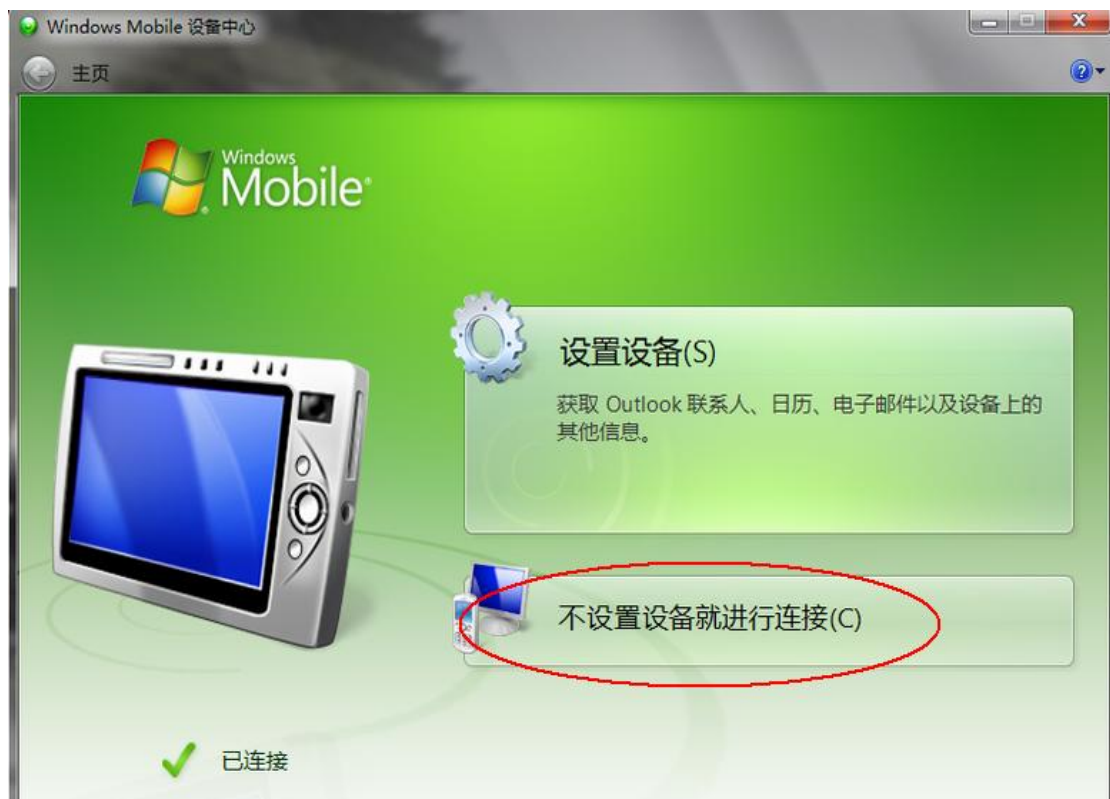 Windows Mobile 设备中心
主页
Windows
Mobile
设置设备(S)
获取 Outlook 联系人、日历、电子邮件以及设备上的
其他信息。
不设置设备就进行连接(C)
已连接